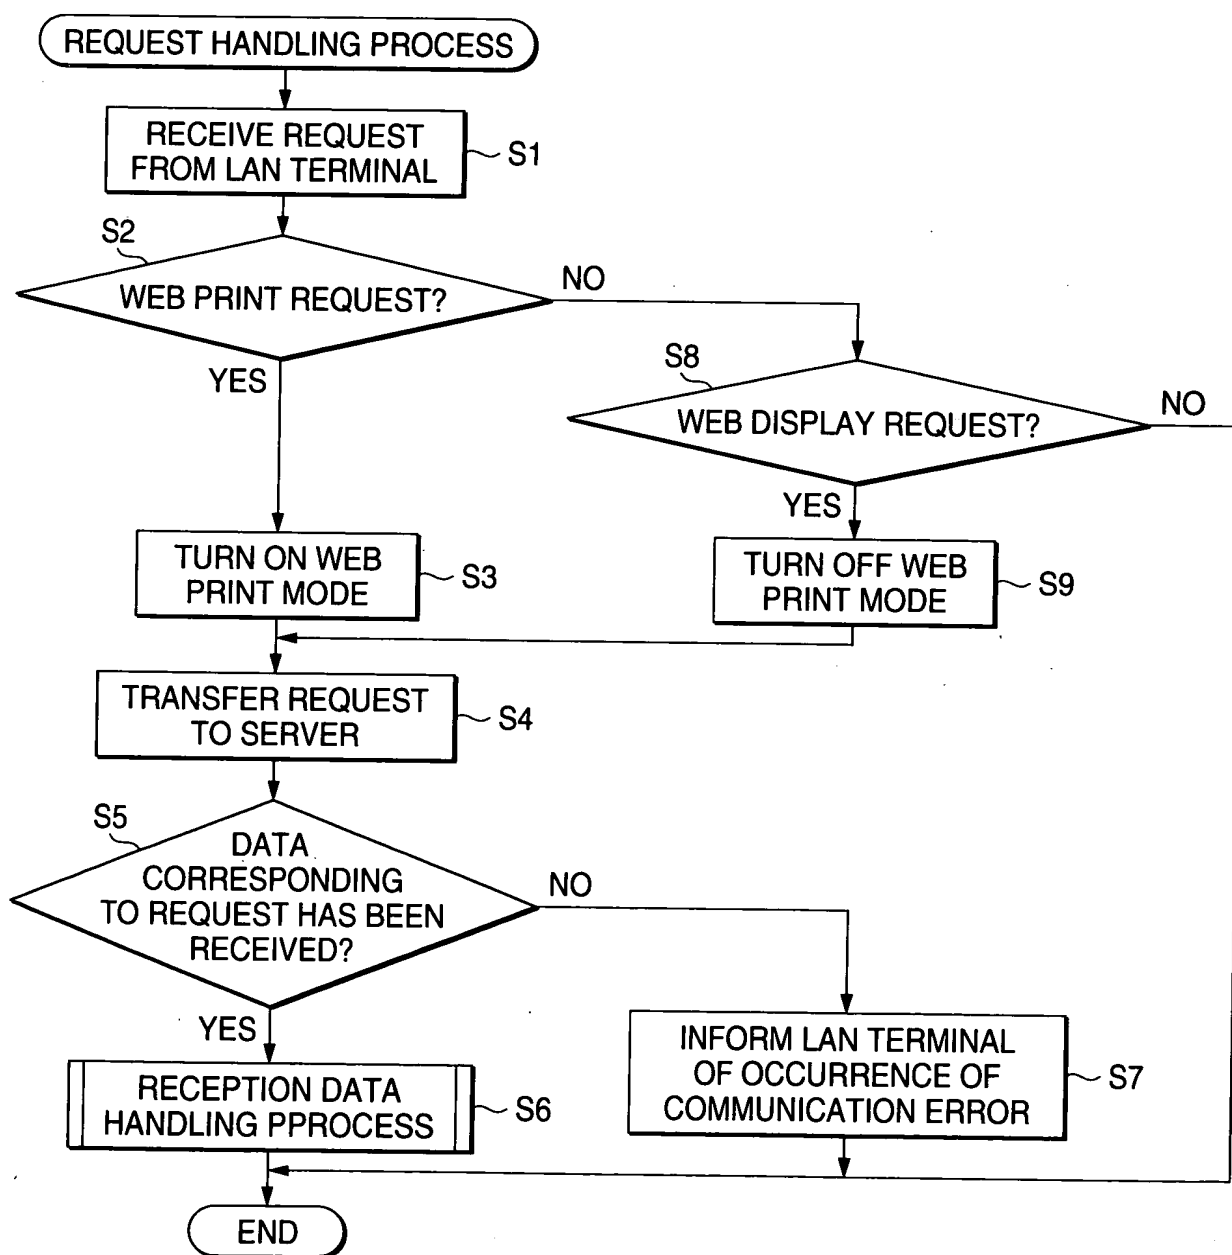 REQUEST HANDLING PROCESS
RECEIVE REQUEST
FROM LAN TERMINAL
S1
S2
WEB PRINT REQUEST?
NO
YES
S8
WEB DISPLAY REQUEST?
NO
YES
TURN ON WEB
PRINT MODE
S3
TURN OFF WEB
PRINT MODE
S9
TRANSFER REQUEST
TO SERVER
S4
S5
DATA
CORRESPONDING
TO REQUEST HAS BEEN
RECEIVED?
NO
YES
RECEPTION DATA
HANDLING PPROCESS
S6
INFORM LAN TERMINAL
OF OCCURRENCE OF
COMMUNICATION ERROR
S7
END